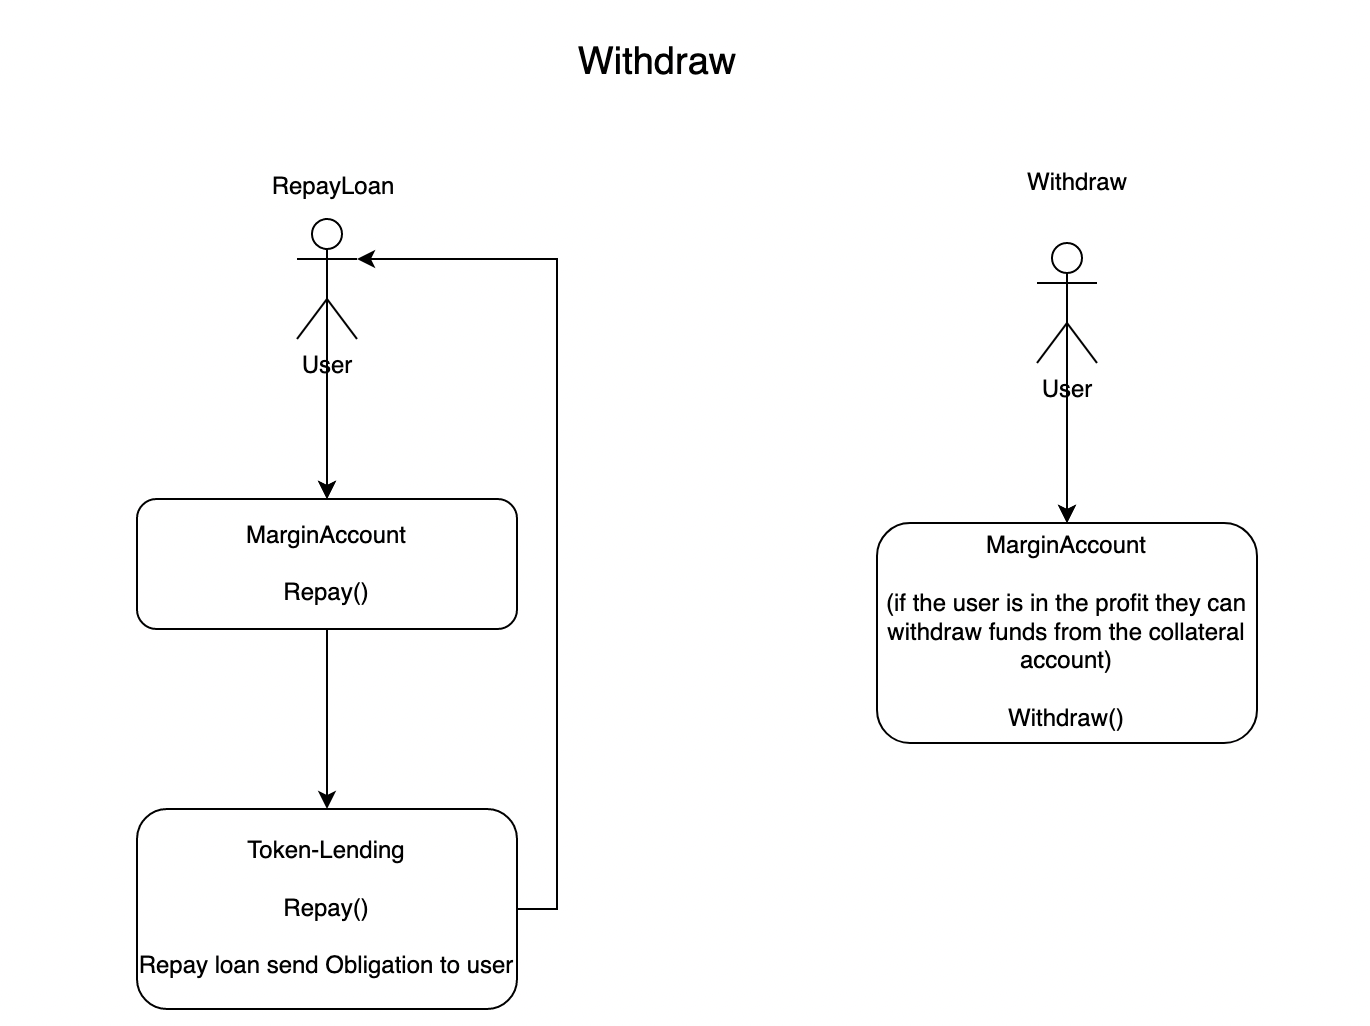 Withdraw
RepayLoan
User
MarginAccount
Repay()
Token-Lending
Repay()
Repay loan send Obligation to user
Withdraw
User
MarginAccount
(if the user is in the profit they can
withdraw funds from the collateral
account)
Withdraw()